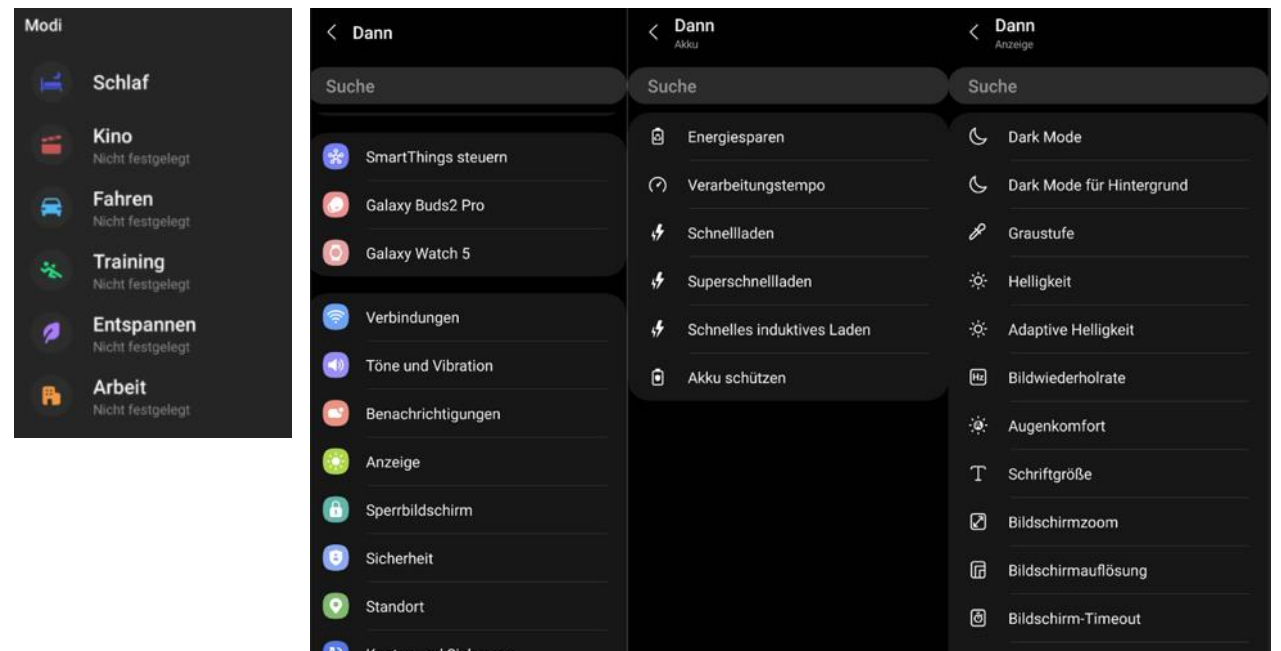 Modi
Schlaf
Kino
Nicht festgelegt
Fahren
Nicht festgelegt
Training
Nicht festgelegt
Entspannen
Nicht festgelegt
Arbeit
Nicht festgelegt
Dann
Suche
SmartThings steuern
Galaxy Buds2 Pro
Galaxy Watch 5
Verbindungen
Töne und Vibration
Benachrichtigungen
Anzeige
Sperrbildschirm
Sicherheit
Standort
Dann
Akku
Suche
Energiesparen
Verarbeitungstempo
Schnellladen
Superschnellladen
Schnelles induktives Laden
Akku schützen
Dann
Anzeige
Suche
Dark Mode
Dark Mode für Hintergrund
Graustufe
Helligkeit
Adaptive Helligkeit
Hz Bildwiederholrate
Augenkomfort
Schriftgröße
Bildschirmzoom
Bildschirmauflösung
Bildschirm-Timeout